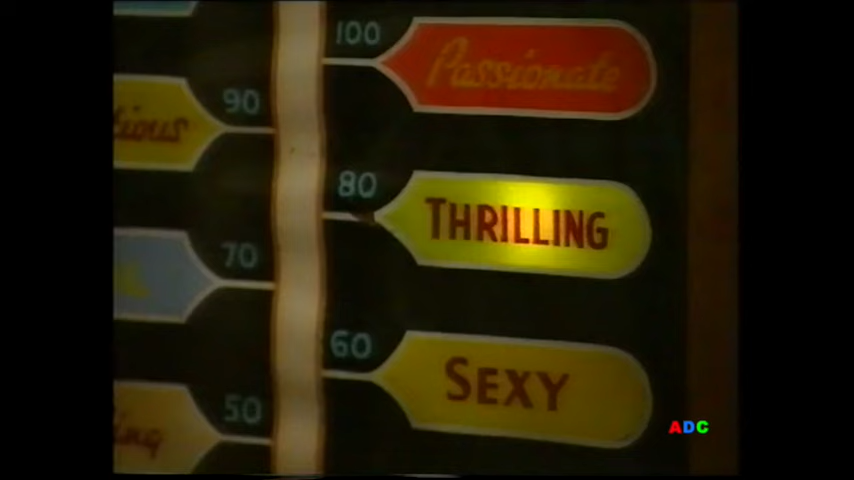 100
Passionate
90
80
THRILLING
70
60
SEXY
50
ADC